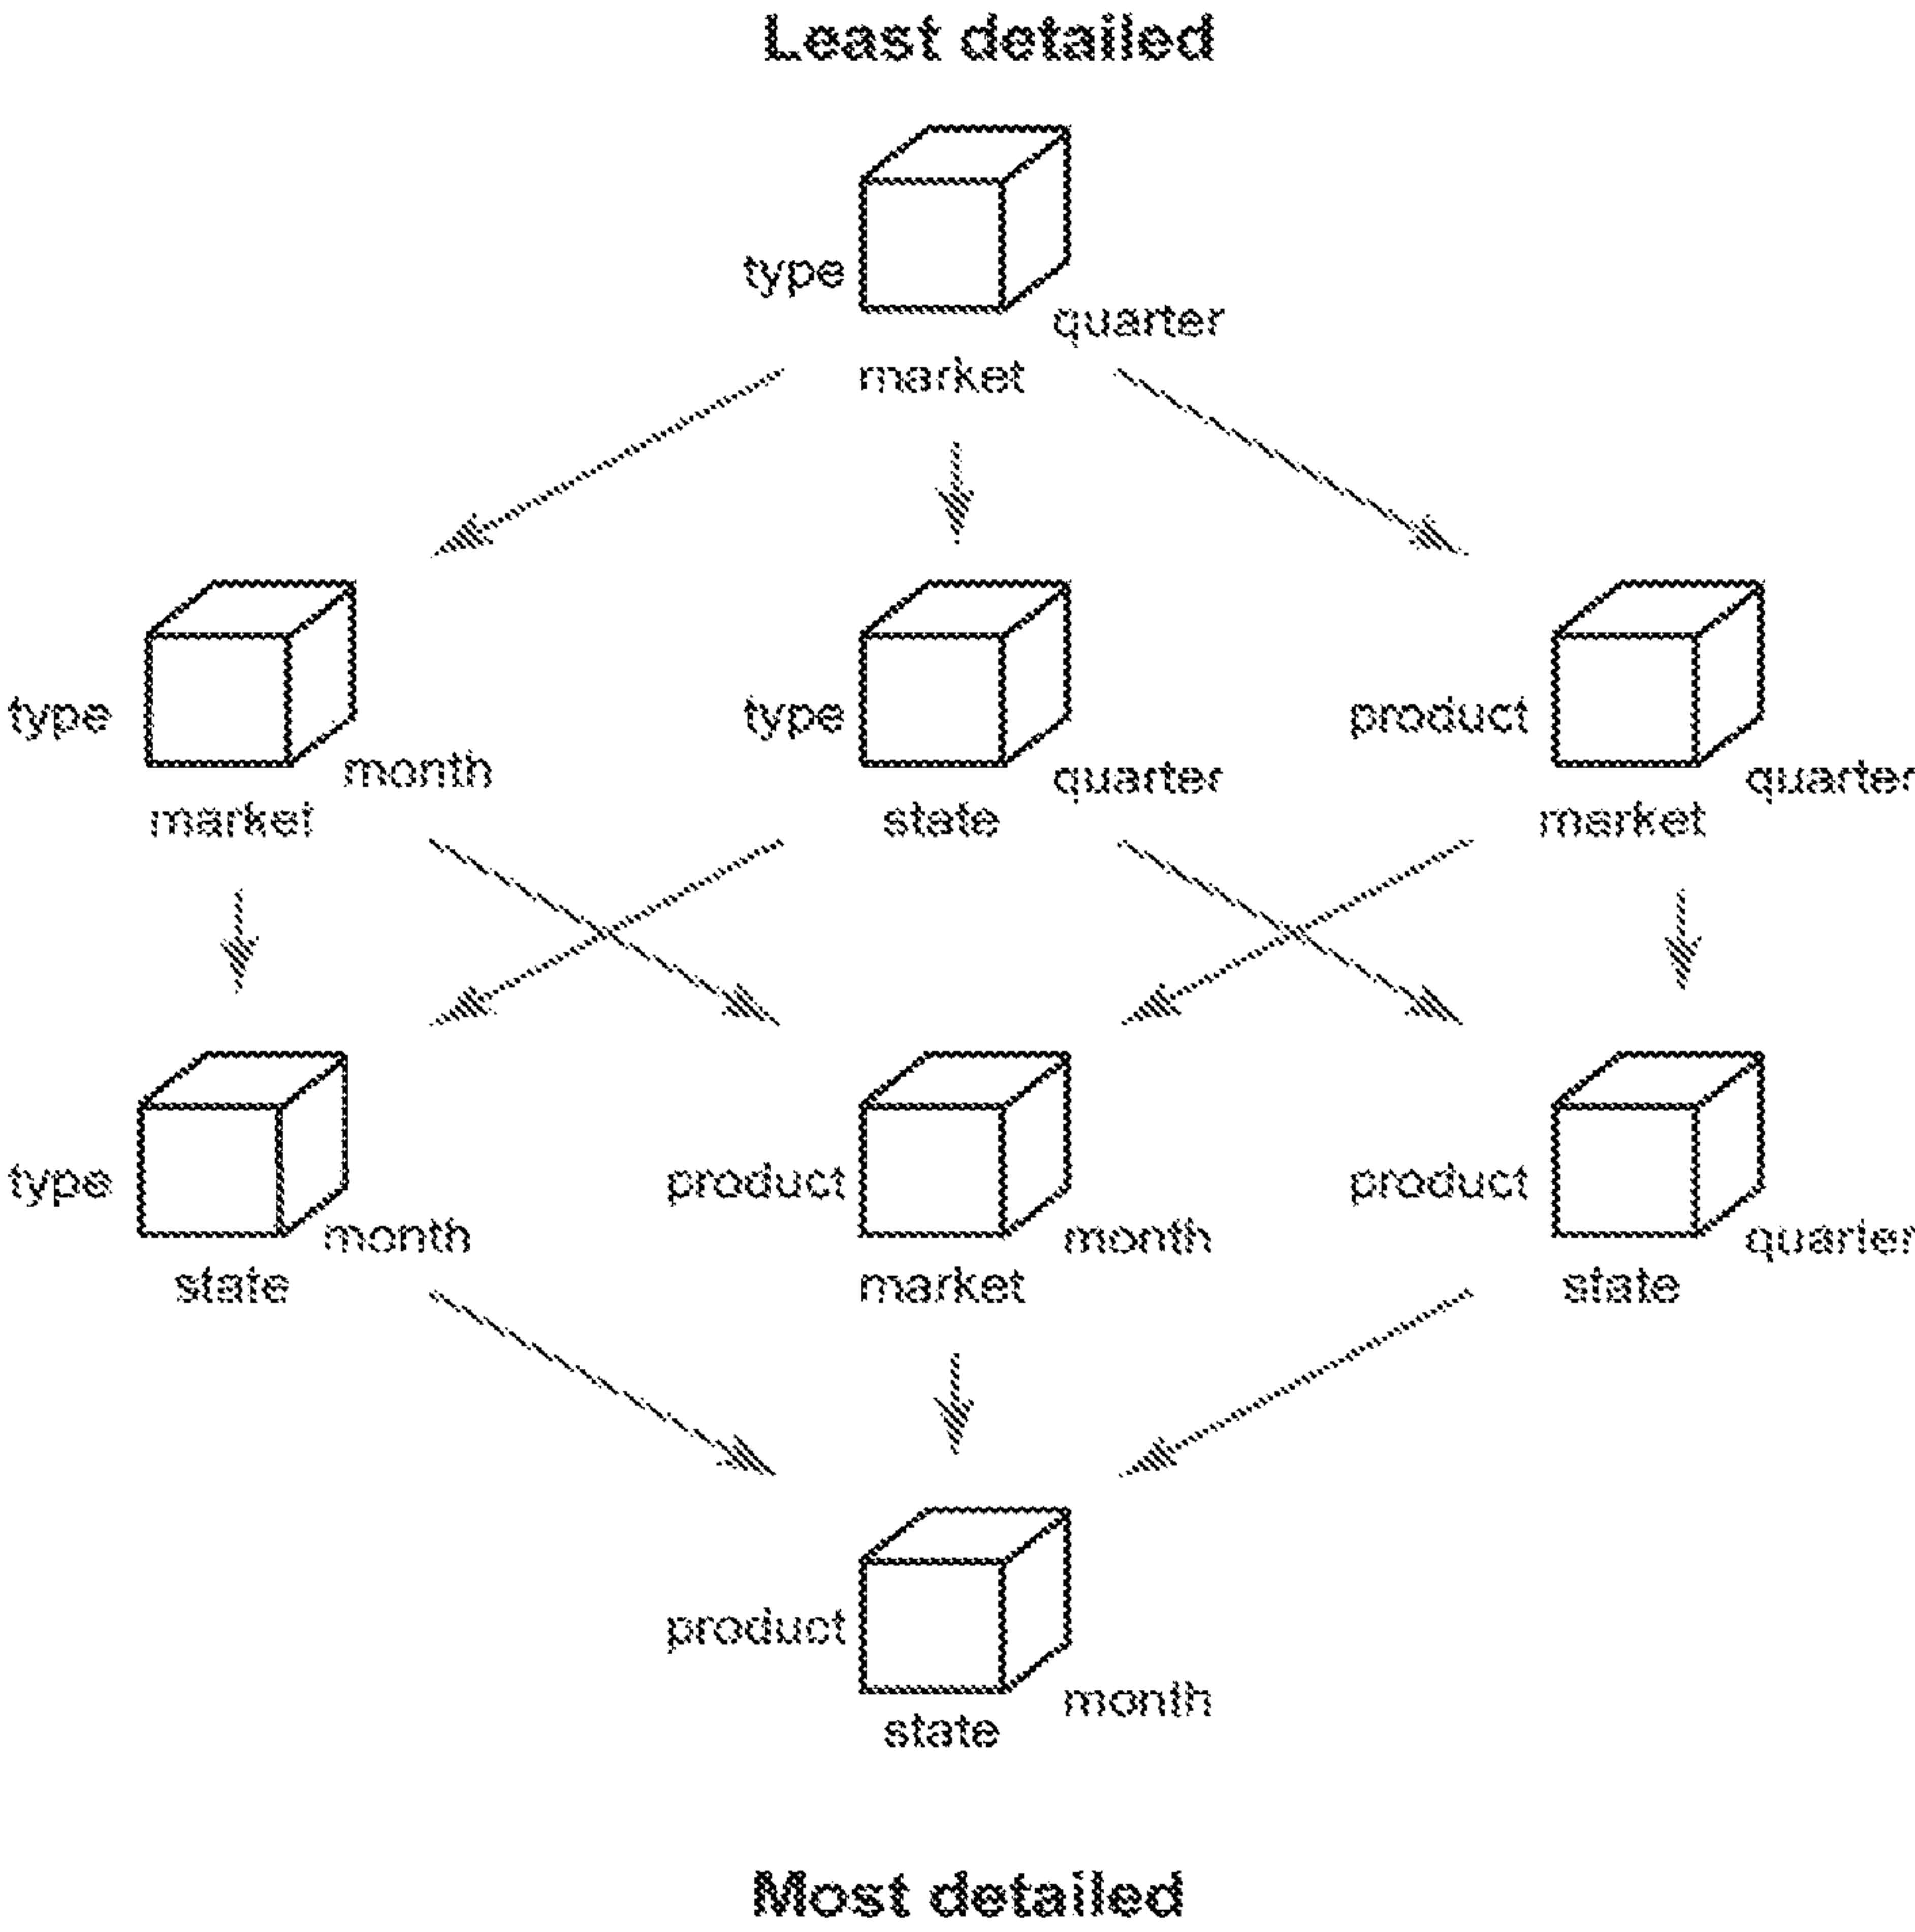 Least detailed
type
quarter
market
type
month
market
type
quarter
state
product
quarter
market
type
month
state
product
month
market
product
quarter
state
product
month
state
Most detailed